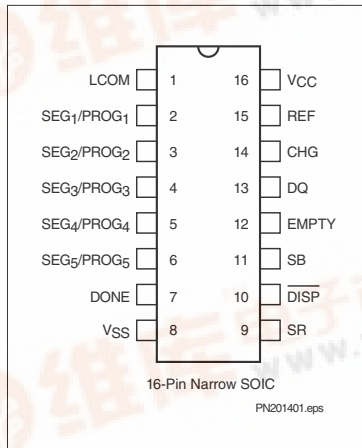 LCOM 1 16 VCC
SEG1/PROG1 2 15 REF
SEG2/PROG2 3 14 CHG
SEG3/PROG3 4 13 DQ
SEG4/PROG4 5 12 EMPTY
SEG5/PROG5 6 11 SB
DONE 7 10 DISP
VSS 8 9 SR
16-Pin Narrow SOIC
PN201401.eps